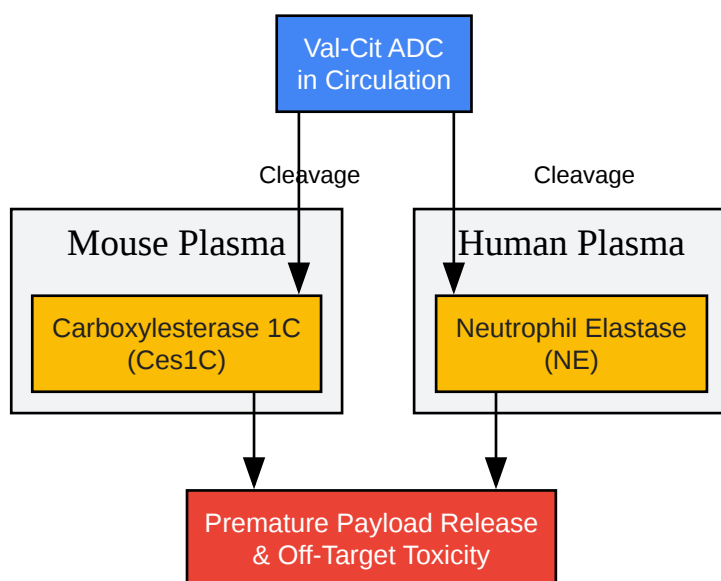 Val-Cit ADC
in Circulation
Cleavage
Cleavage
Mouse Plasma
Human Plasma
Carboxylesterase 1C
(Ces1C)
Neutrophil Elastase
(NE)
Premature Payload Release
& Off-Target Toxicity